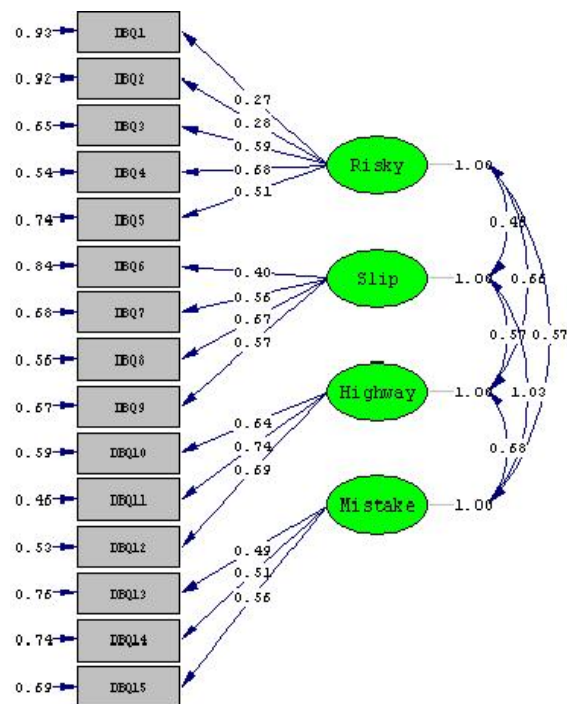 0.93 DBQ1
0.92 DBQ2
0.65 DBQ3
0.54 DBQ4
0.74 DBQ5
0.84 DBQ6
0.68 DBQ7
0.56 DBQ8
0.67 DBQ9
0.59 DBQ10
0.46 DBQ11
0.53 DBQ12
0.76 DBQ13
0.74 DBQ14
0.69 DBQ15
0.27
0.28
0.59
0.68
0.51
0.40
0.56
0.67
0.57
0.64
0.74
0.69
0.49
0.51
0.56
Risky 1.00
Slip 1.00
Highway 1.00
Mistake 1.00
0.66
0.57
0.57
1.03
0.68